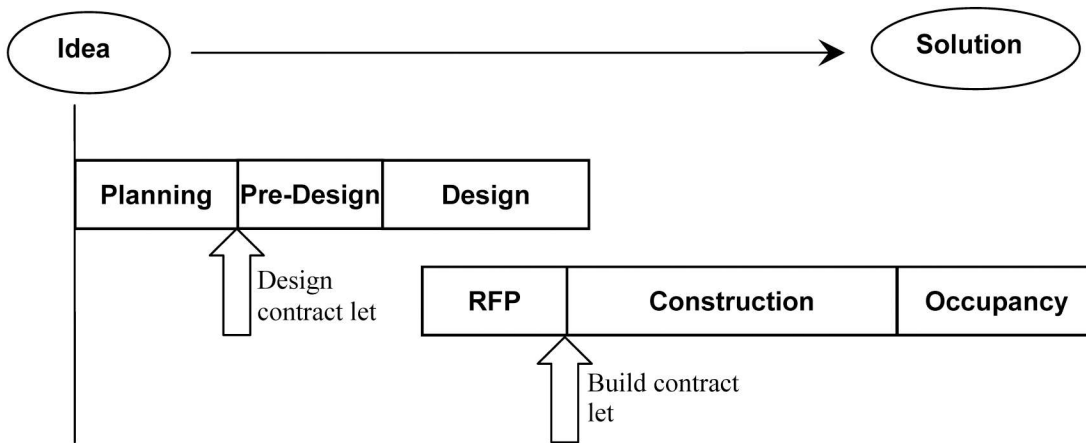 Idea
Solution
Planning
Pre-Design
Design
Design
contract let
RFP
Construction
Occupancy
Build contract
let